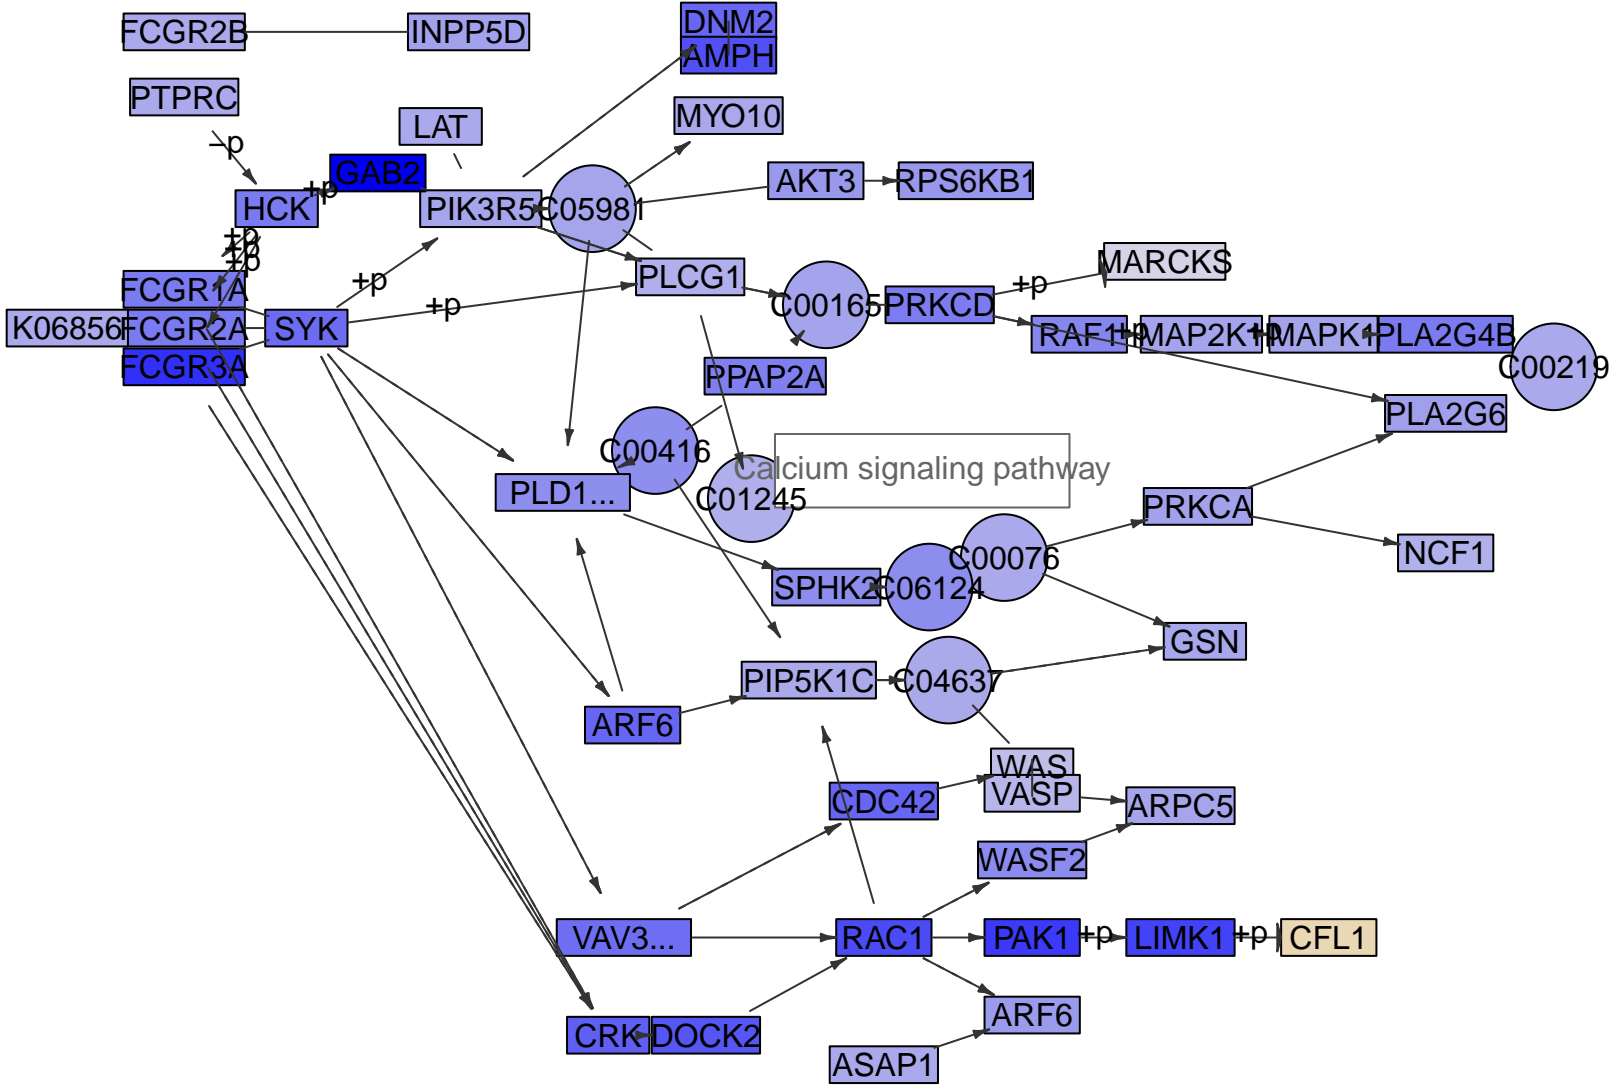 FCGR2B
INPP5D
DNM2
AMPH
PTPRC
LAT
MYO10
−p
GAB2
+p
HCK
PIK3R5
C05981
AKT3
RPS6KB1
+p
+p
+p
MARCKS
FCGR1A
+p
PLCG1
+p
C00165
PRKCD
+p
K06856
FCGR2A
SYK
RAF1
+p
MAP2K1
+p
MAPK1
PLA2G4B
FCGR3A
PPAP2A
C00219
PLA2G6
C00416
Calcium signaling pathway
PLD1...
C01245
PRKCA
NCF1
C00076
SPHK2
C06124
GSN
PIP5K1C
C04637
ARF6
WAS
VASP
CDC42
ARPC5
WASF2
VAV3...
RAC1
PAK1
+p
LIMK1
+p
CFL1
ARF6
CRK
DOCK2
ASAP1